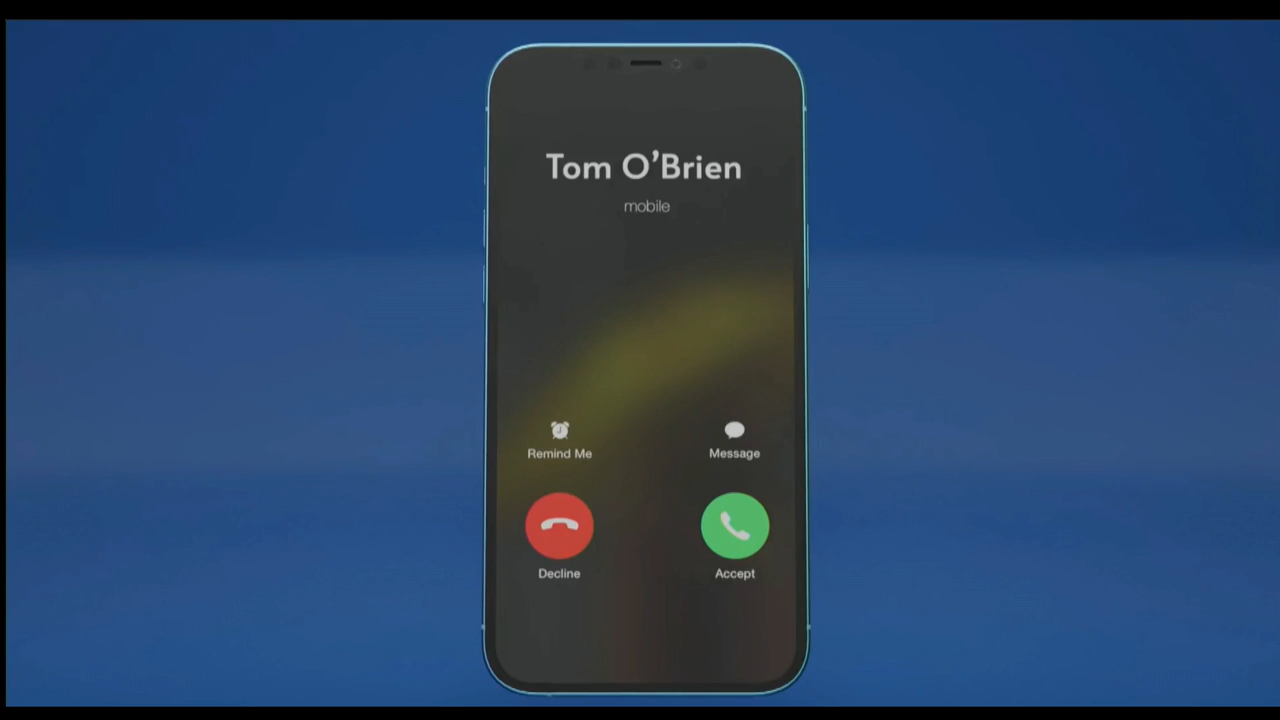 Tom O’Brien
mobile
Remind Me
Message
Decline
Accept